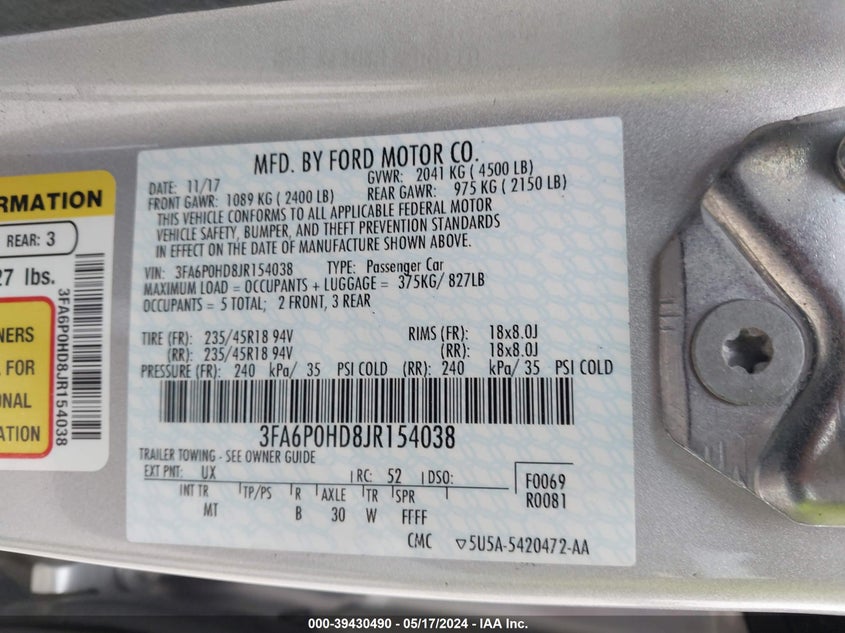 MFD. BY FORD MOTOR CO.
DATE: 11/17 GVWR: 2041 KG ( 4500 LB)
FRONT GAWR: 1089 KG ( 2400 LB) REAR GAWR: 975 KG ( 2150 LB)
THIS VEHICLE CONFORMS TO ALL APPLICABLE FEDERAL MOTOR
VEHICLE SAFETY, BUMPER, AND THEFT PREVENTION STANDARDS
IN EFFECT ON THE DATE OF MANUFACTURE SHOWN ABOVE.
VIN: 3FA6P0HD8JR154038 TYPE: Passenger Car
MAXIMUM LOAD = OCCUPANTS + LUGGAGE = 375KG/ 827LB
OCCUPANTS = 5 TOTAL; 2 FRONT, 3 REAR
TIRE (FR): 235/45R18 94V RIMS (FR): 18x8.0J
(RR): 235/45R18 94V (RR): 18x8.0J
PRESSURE (FR): 240 kPa/ 35 PSI COLD (RR): 240 kPa/ 35 PSI COLD
3FA6P0HD8JR154038
TRAILER TOWING - SEE OWNER GUIDE
EXT PNT: UX RC: 52 DSO:
INT TR TP/PS R AXLE TR SPR
MT B 30 W FFFF
F0069
R0081
CMC ▽5U5A-5420472-AA
RMATION
REAR: 3
27 lbs.
NERS
FOR
ONAL
ATION
3FA6P0HD8JR154038
000-39430490 - 05/17/2024 - IAA Inc.